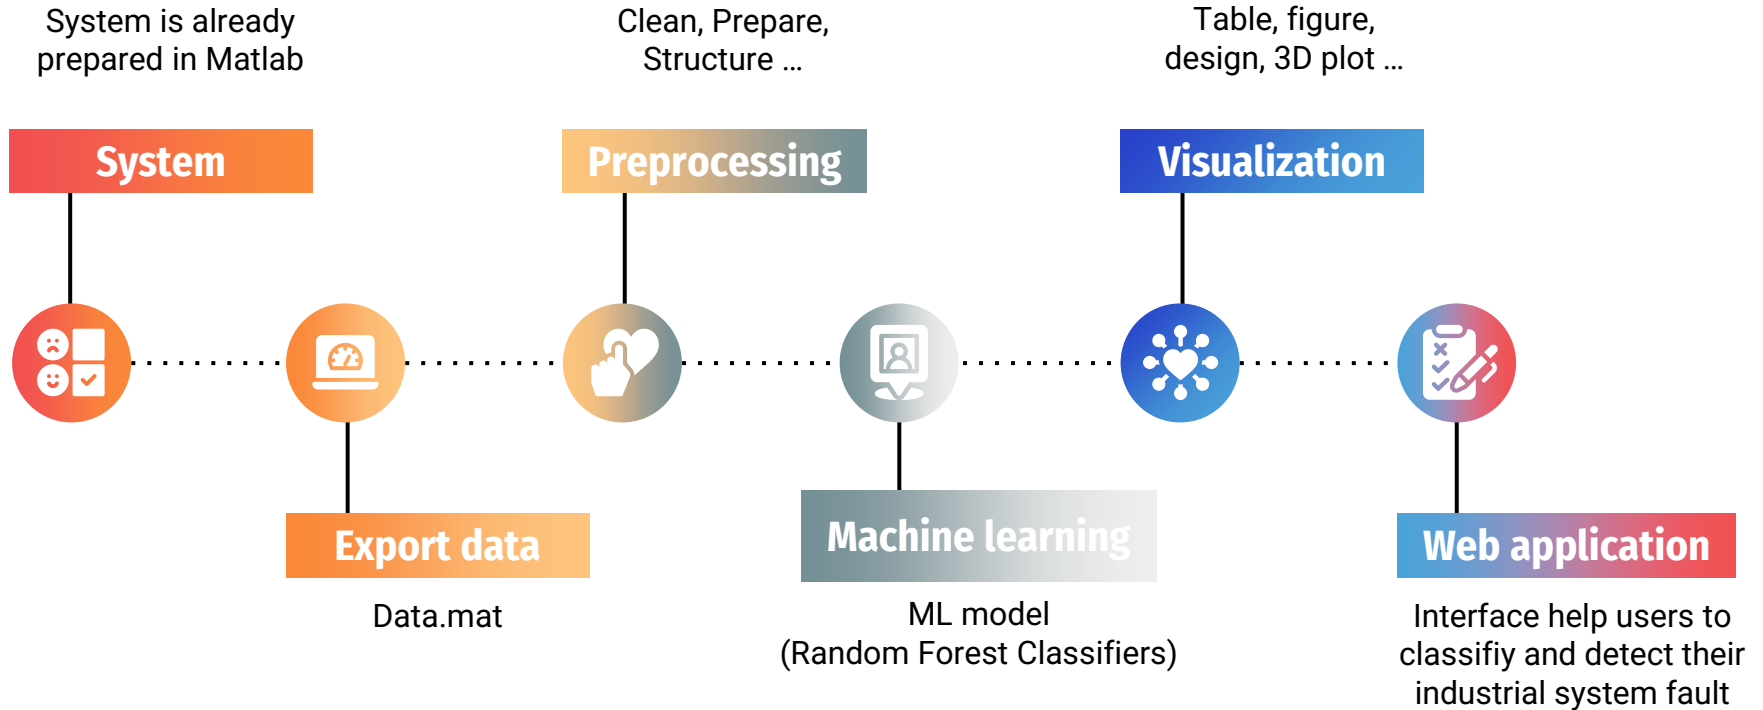 System is already
prepared in Matlab
System
Export data
Data.mat
Clean, Prepare,
Structure ...
Preprocessing
Machine learning
ML model
(Random Forest Classifiers)
Table, figure,
design, 3D plot ...
Visualization
Web application
Interface help users to
classifiy and detect their
industrial system fault